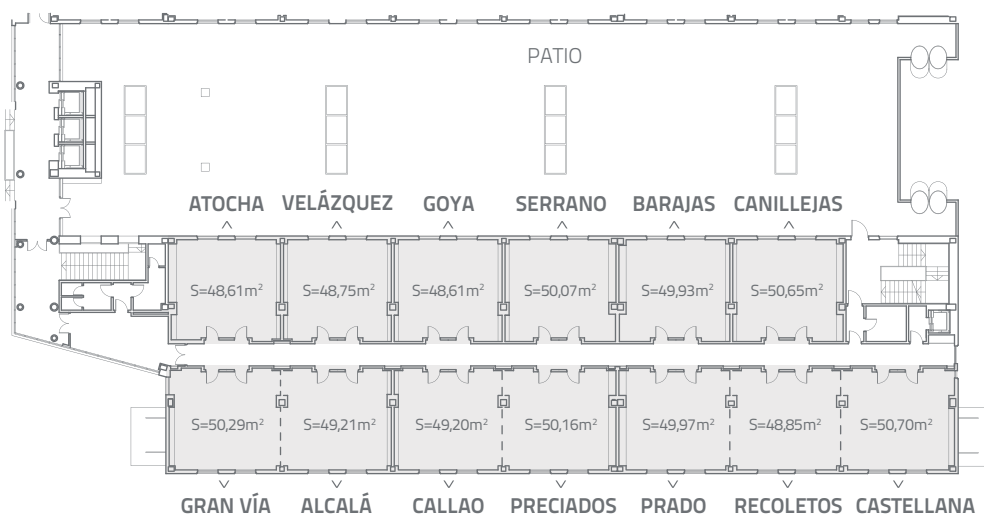 PATIO
ATOCHA VELÁZQUEZ GOYA SERRANO BARAJAS CANILLEJAS
S=48,61m² S=48,75m² S=48,61m² S=50,07m² S=49,93m² S=50,65m²
S=50,29m² S=49,21m² S=49,20m² S=50,16m² S=49,97m² S=48,85m² S=50,70m²
GRAN VÍA ALCALÁ CALLAO PRECIADOS PRADO RECOLETOS CASTELLANA